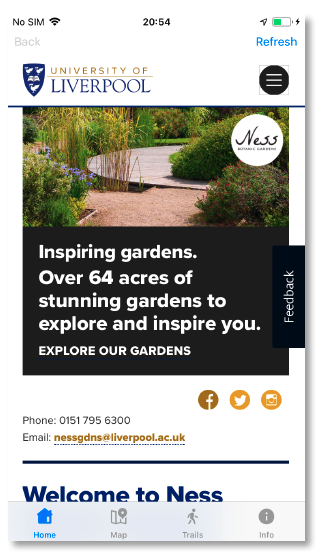 No SIM 20:54
Back Refresh
UNIVERSITY OF
LIVERPOOL
Ness
BOTANIC GARDENS
Inspiring gardens.
Over 64 acres of
stunning gardens to
explore and inspire you.
EXPLORE OUR GARDENS
Feedback
Phone: 0151 795 6300
Email: nessgdns@liverpool.ac.uk
Welcome to Ness
Home Map Trails Info